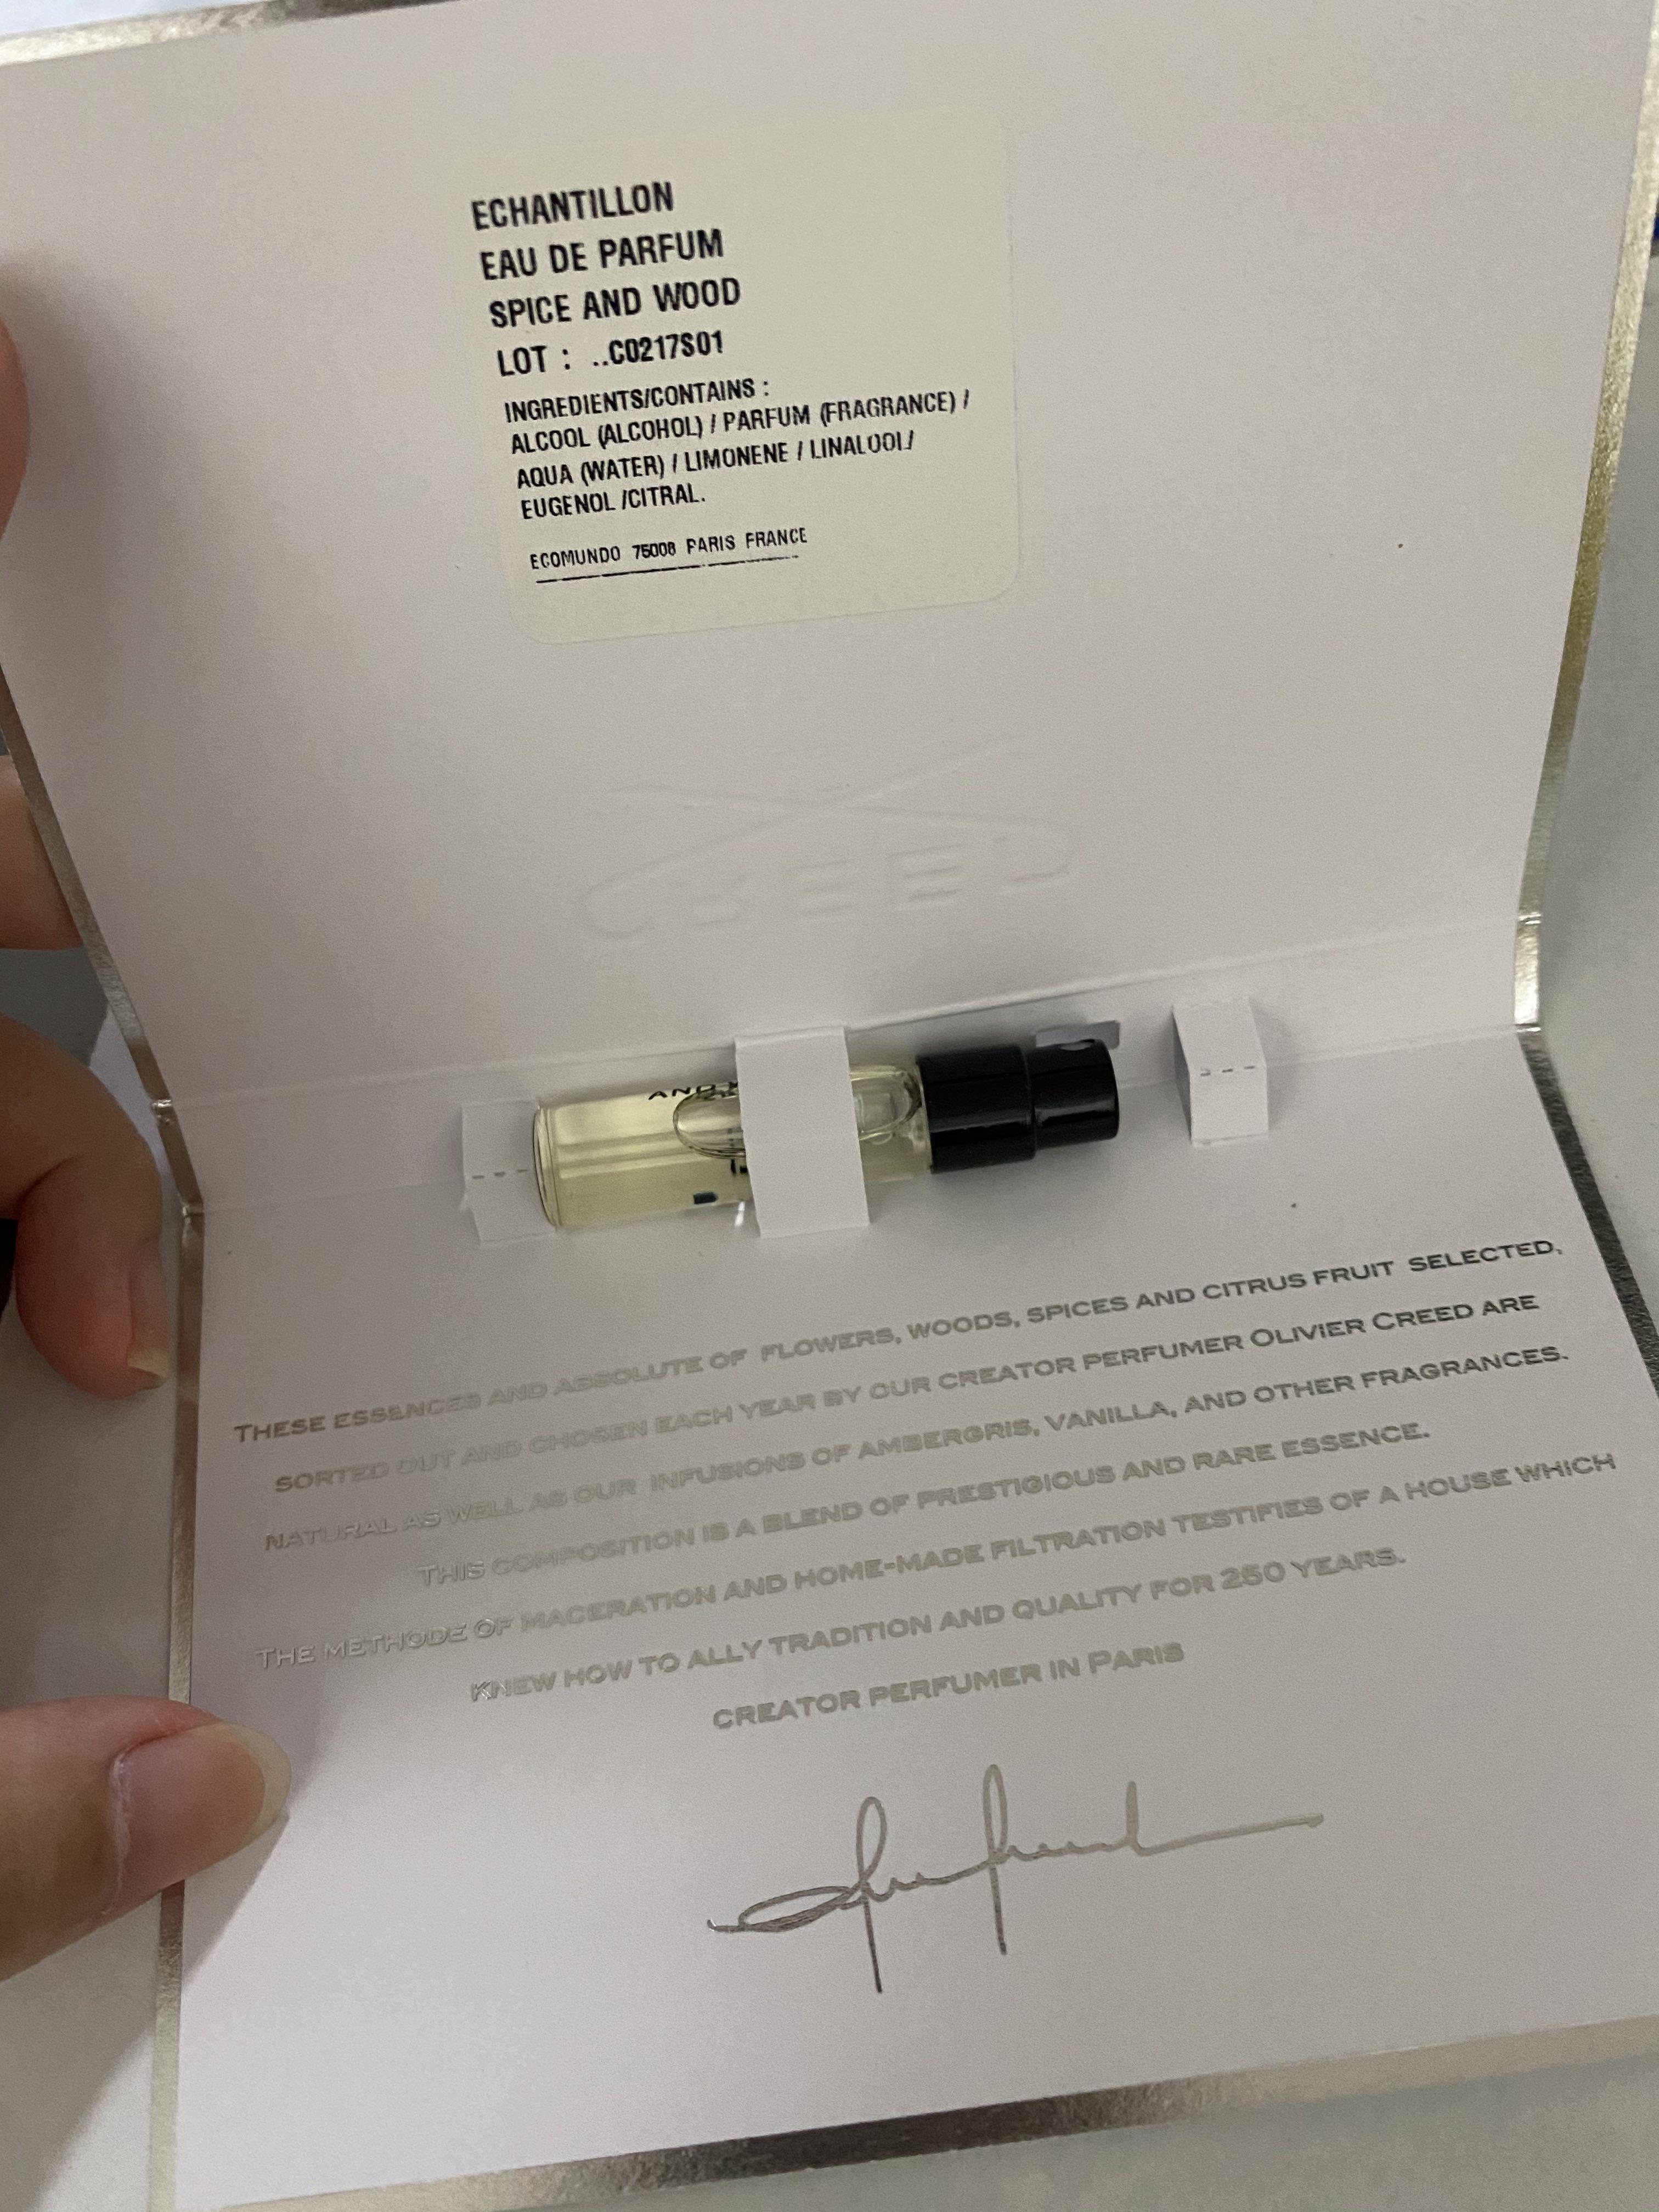 ECHANTILLON
EAU DE PARFUM
SPICE AND WOOD
LOT : ..C0217S01
INGREDIENTS/CONTAINS :
ALCOOL (ALCOHOL) / PARFUM (FRAGRANCE) /
AQUA (WATER) / LIMONENE / LINALOOL/
EUGENOL /CITRAL.
ECOMUNDO 75008 PARIS FRANCE
CREED
AND
THESE ESSENCES AND ABSOLUTE OF FLOWERS, WOODS, SPICES AND CITRUS FRUIT SELECTED,
SORTED OUT AND CHOSEN EACH YEAR BY OUR CREATOR PERFUMER OLIVIER CREED ARE
NATURAL AS WELL AS OUR INFUSIONS OF AMBERGRIS, VANILLA, AND OTHER FRAGRANCES.
THIS COMPOSITION IS A BLEND OF PRESTIGIOUS AND RARE ESSENCE.
THE METHODE OF MACERATION AND HOME-MADE FILTRATION TESTIFIES OF A HOUSE WHICH
KNEW HOW TO ALLY TRADITION AND QUALITY FOR 250 YEARS.
CREATOR PERFUMER IN PARIS